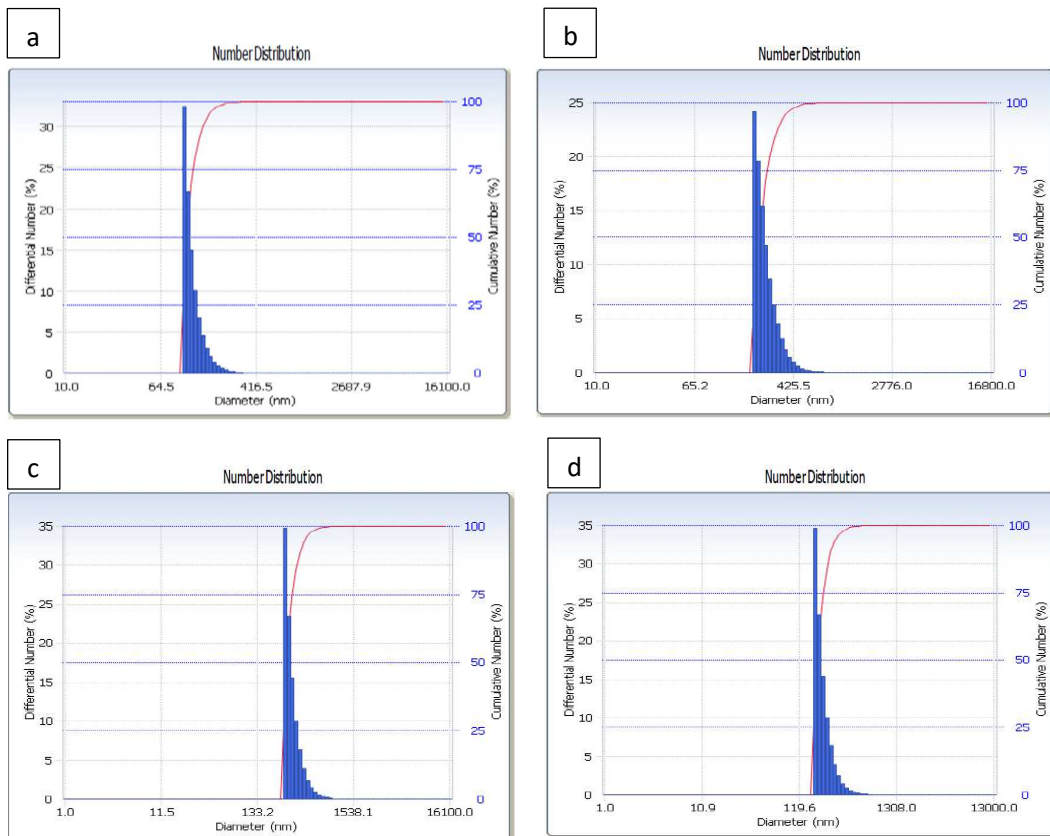 a
Number Distribution
Differential Number (%)
30
25
20
15
10
5
0
100
75
50
25
0
Cumulative Number (%)
10.0 64.5 416.5 2687.9 16100.0
Diameter (nm)
b
Number Distribution
Differential Number (%)
25
20
15
10
5
0
100
75
50
25
0
Cumulative Number (%)
10.0 65.2 425.5 2776.0 16800.0
Diameter (nm)
c
Number Distribution
Differential Number (%)
35
30
25
20
15
10
5
0
100
75
50
25
0
Cumulative Number (%)
1.0 11.5 133.2 1538.1 16100.0
Diameter (nm)
d
Number Distribution
Differential Number (%)
35
30
25
20
15
10
5
0
100
75
50
25
0
Cumulative Number (%)
1.0 10.9 119.6 1308.0 13000.0
Diameter (nm)